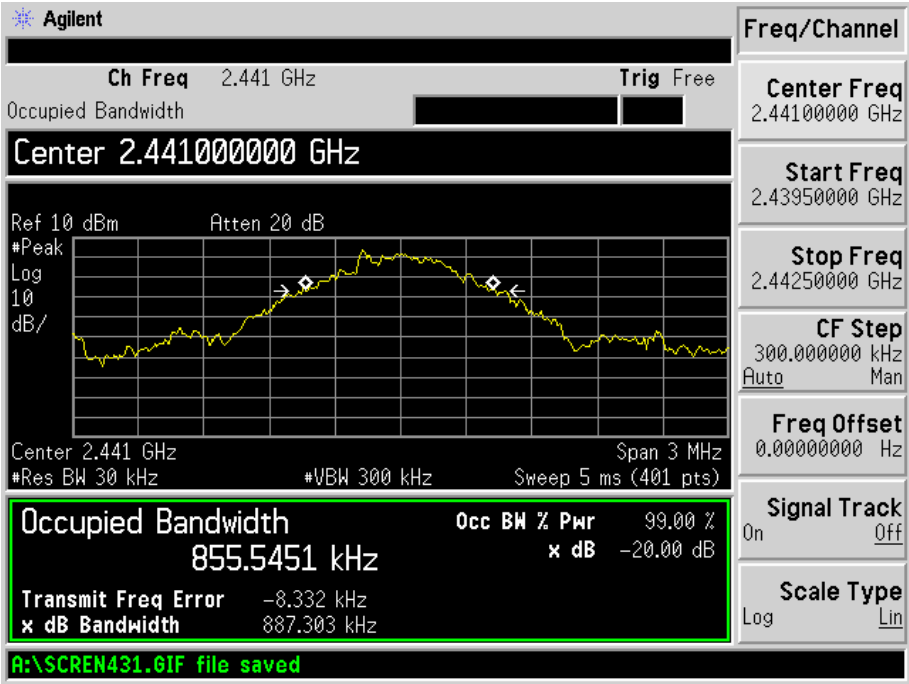 Agilent
Freq/Channel
Ch Freq 2.441 GHz Trig Free
Occupied Bandwidth
Center 2.441000000 GHz
Ref 10 dBm Atten 20 dB
#Peak
Log
10
dB/
Center 2.441 GHz Span 3 MHz
#Res BW 30 kHz #VBW 300 kHz Sweep 5 ms (401 pts)
Occupied Bandwidth
855.5451 kHz
Occ BW % Pwr 99.00 %
x dB -20.00 dB
Transmit Freq Error -8.332 kHz
x dB Bandwidth 887.303 kHz
A:\SCREN431.GIF file saved
Center Freq
2.44100000 GHz
Start Freq
2.43950000 GHz
Stop Freq
2.44250000 GHz
CF Step
300.000000 kHz
Auto Man
Freq Offset
0.00000000 Hz
Signal Track
On Off
Scale Type
Log Lin